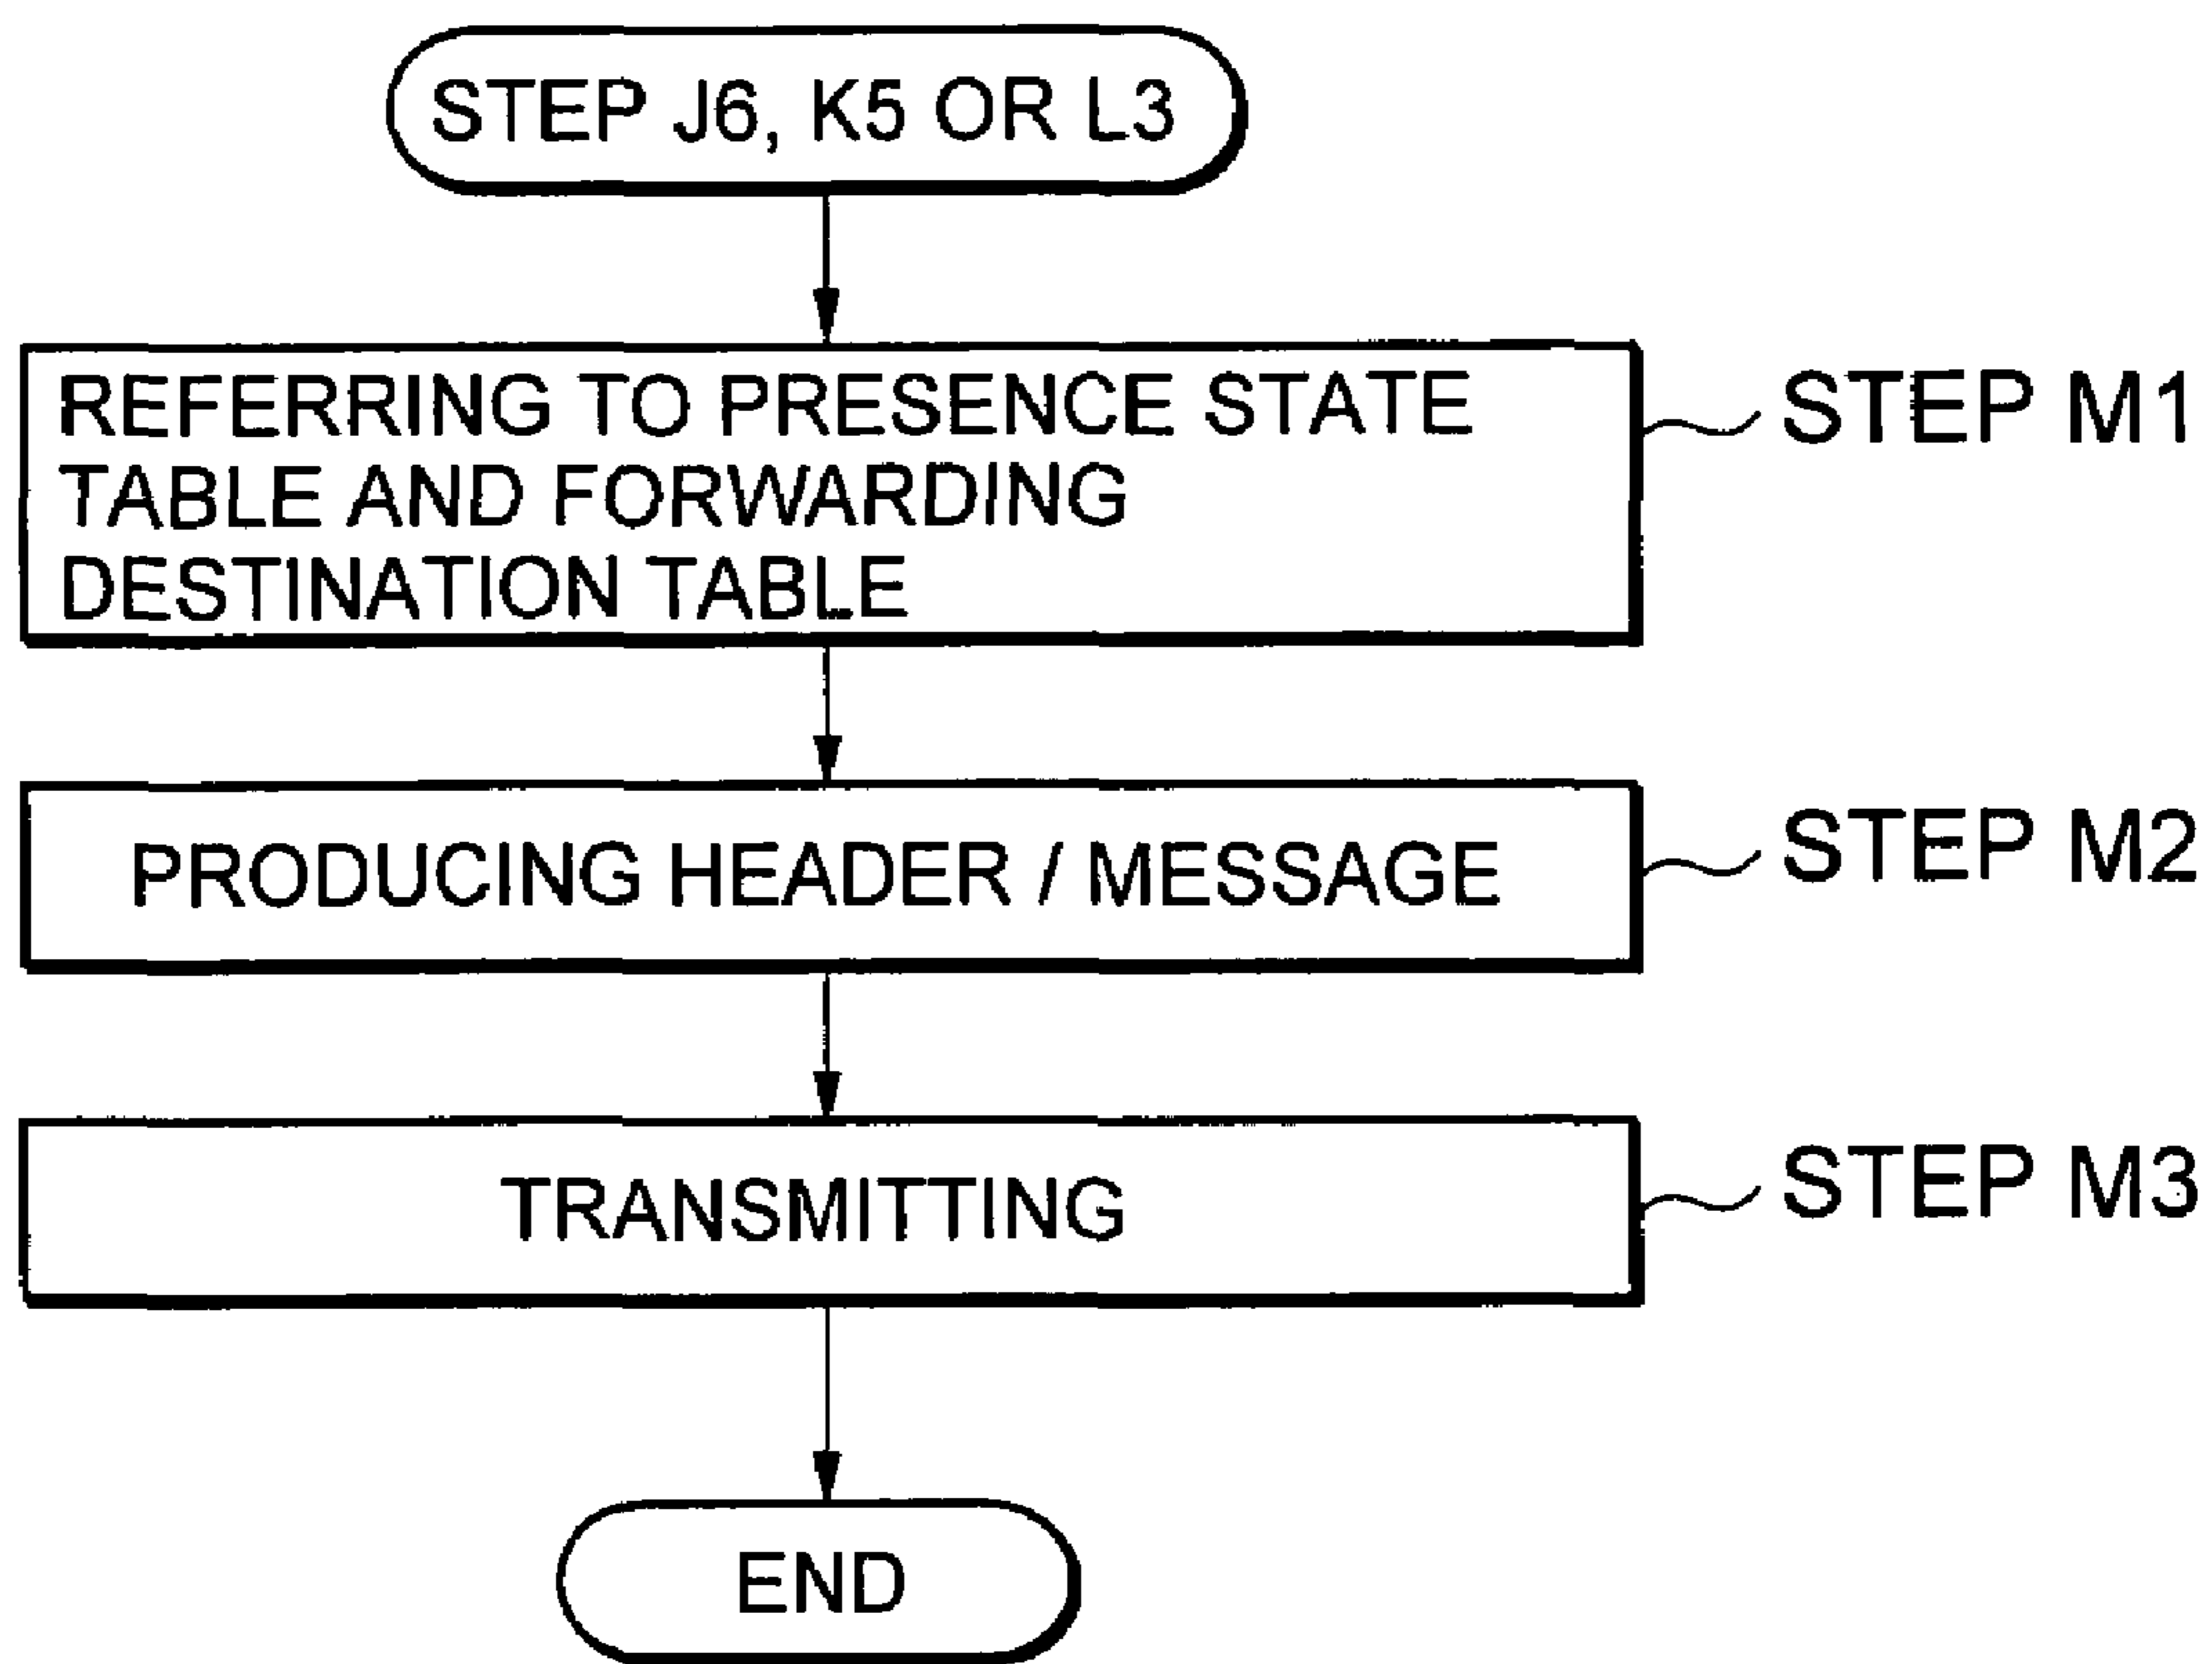 STEP J6, K5 OR L3
REFERRING TO PRESENCE STATE
TABLE AND FORWARDING
DESTINATION TABLE
STEP M1
PRODUCING HEADER / MESSAGE
STEP M2
TRANSMITTING
STEP M3
END